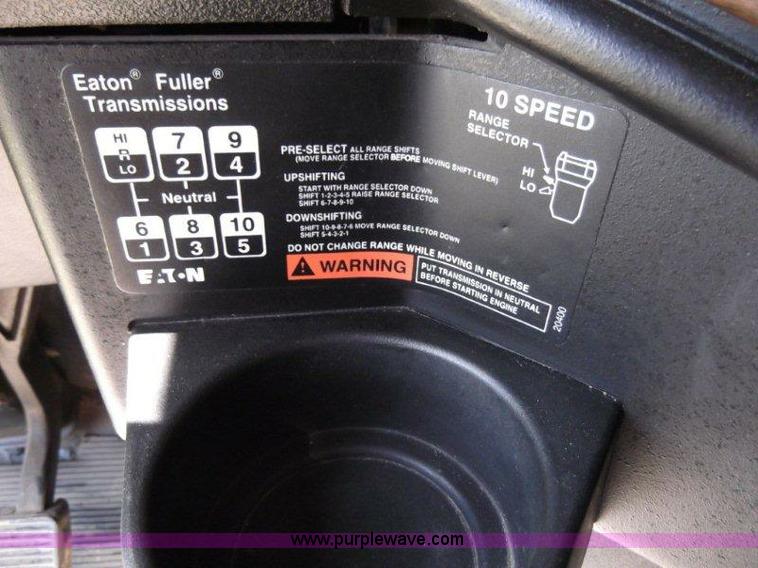 Eaton® Fuller®
Transmissions
10 SPEED
RANGE
SELECTOR
HI
LO
HI
R
LO
7
2
9
4
Neutral
6
1
8
3
10
5
EATON
PRE-SELECT ALL RANGE SHIFTS
(MOVE RANGE SELECTOR BEFORE MOVING SHIFT LEVER)
UPSHIFTING
START WITH RANGE SELECTOR DOWN
SHIFT 1-2-3-4-5 RAISE RANGE SELECTOR
SHIFT 6-7-8-9-10
DOWNSHIFTING
SHIFT 10-9-8-7-6 MOVE RANGE SELECTOR DOWN
SHIFT 5-4-3-2-1
DO NOT CHANGE RANGE WHILE MOVING IN REVERSE
WARNING
PUT TRANSMISSION IN NEUTRAL
BEFORE STARTING ENGINE
20400
www.purplewave.com